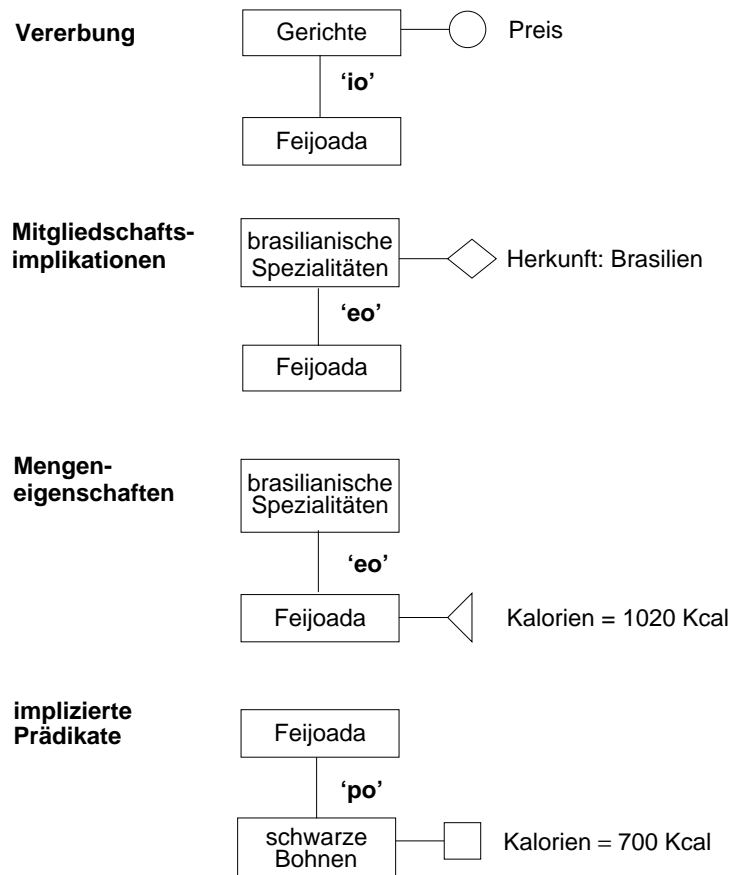 Vererbung
Gerichte
Preis
‘io’
Feijoada
Mitgliedschafts-
implikationen
brasilianische
Spezialitäten
Herkunft: Brasilien
‘eo’
Feijoada
Mengen-
eigenschaften
brasilianische
Spezialitäten
‘eo’
Feijoada
Kalorien = 1020 Kcal
implizierte
Prädikate
Feijoada
‘po’
schwarze
Bohnen
Kalorien = 700 Kcal